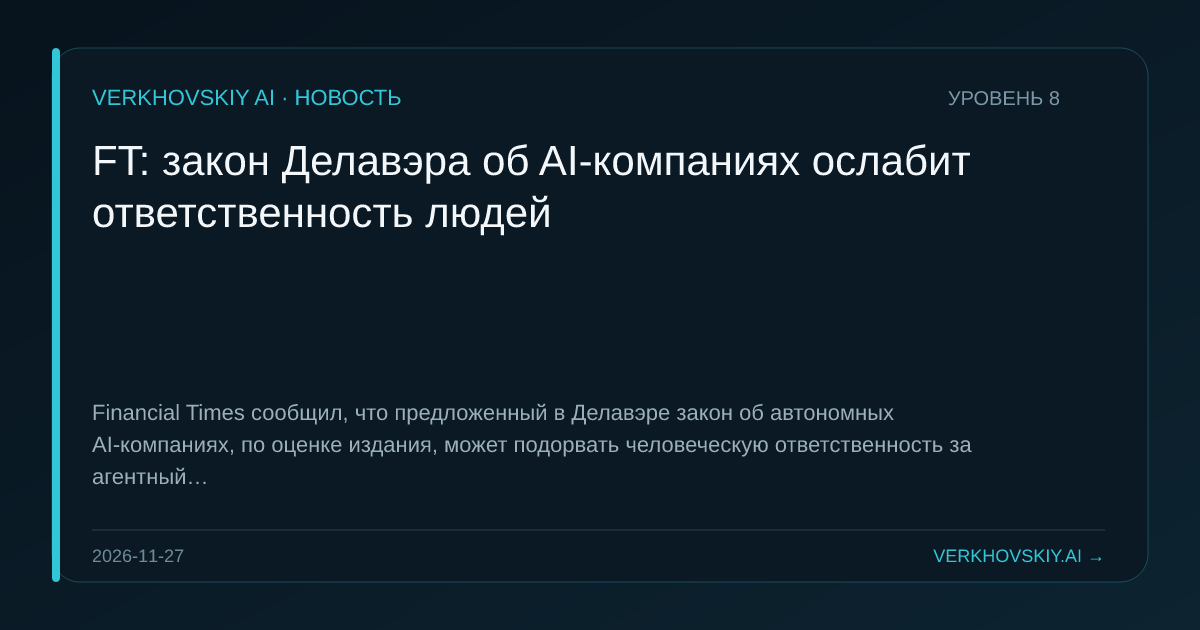 VERKHOVSKIY AI · НОВОСТЬ
УРОВЕНЬ 8
FT: закон Делавэра об AI-компаниях ослабит
ответственность людей
Financial Times сообщил, что предложенный в Делавэре закон об автономных
AI-компаниях, по оценке издания, может подорвать человеческую ответственность за
агентный…
2026-11-27
VERKHOVSKIY.AI →